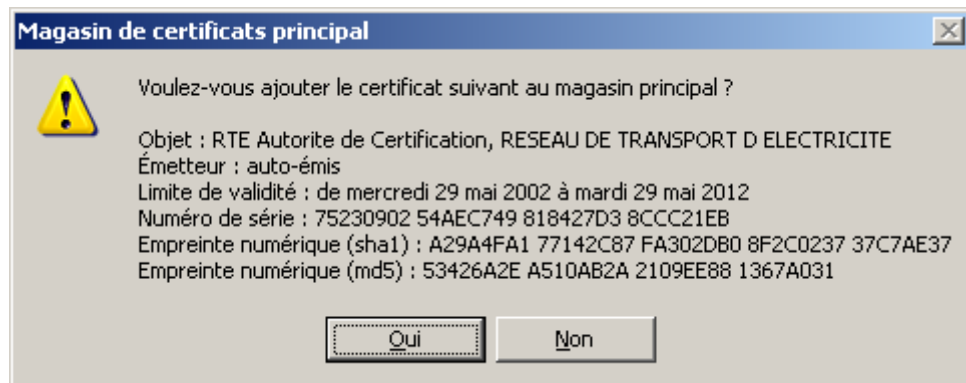 Magasin de certificats principal
Voulez-vous ajouter le certificat suivant au magasin principal ?
Objet : RTE Autorite de Certification, RESEAU DE TRANSPORT D ELECTRICITE
Émetteur : auto-émis
Limite de validité : de mercredi 29 mai 2002 à mardi 29 mai 2012
Numéro de série : 75230902 54AEC749 818427D3 8CCC21EB
Empreinte numérique (sha1) : A29A4FA1 77142C87 FA302DB0 8F2C0237 37C7AE37
Empreinte numérique (md5) : 53426A2E A510AB2A 2109EE88 1367A031
Oui Non